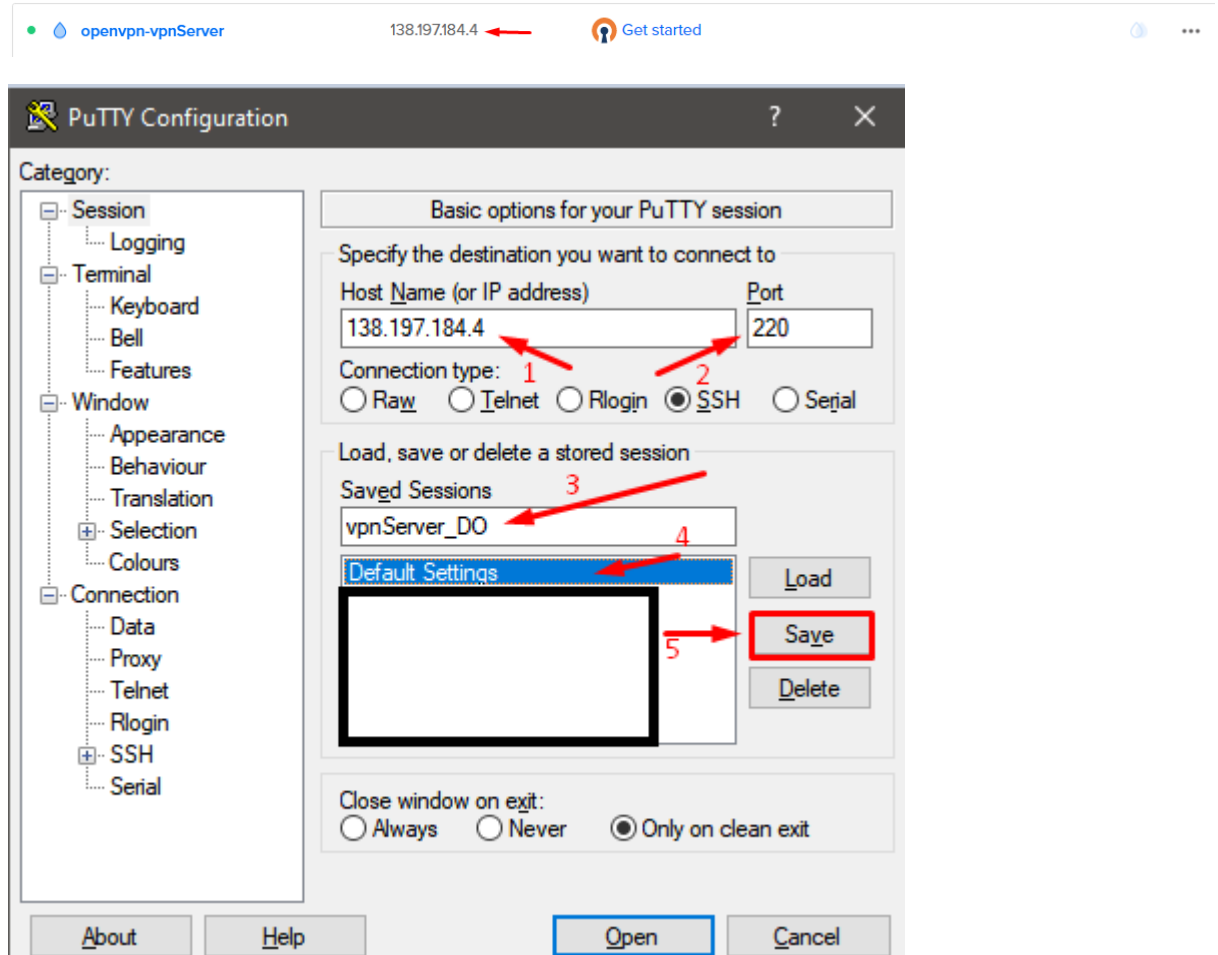 openvpn-vpnServer 138.197.184.4 Get started
PuTTY Configuration ? ×
Category:
Session
Logging
Terminal
Keyboard
Bell
Features
Window
Appearance
Behaviour
Translation
Selection
Colours
Connection
Data
Proxy
Telnet
Rlogin
SSH
Serial
Basic options for your PuTTY session
Specify the destination you want to connect to
Host Name (or IP address) Port
138.197.184.4 220
1 2
Connection type:
Raw Telnet Rlogin SSH Serial
Load, save or delete a stored session
Saved Sessions 3
vpnServer_DO
4
Default Settings
Load
5 Save
Delete
Close window on exit:
Always Never Only on clean exit
About Help Open Cancel